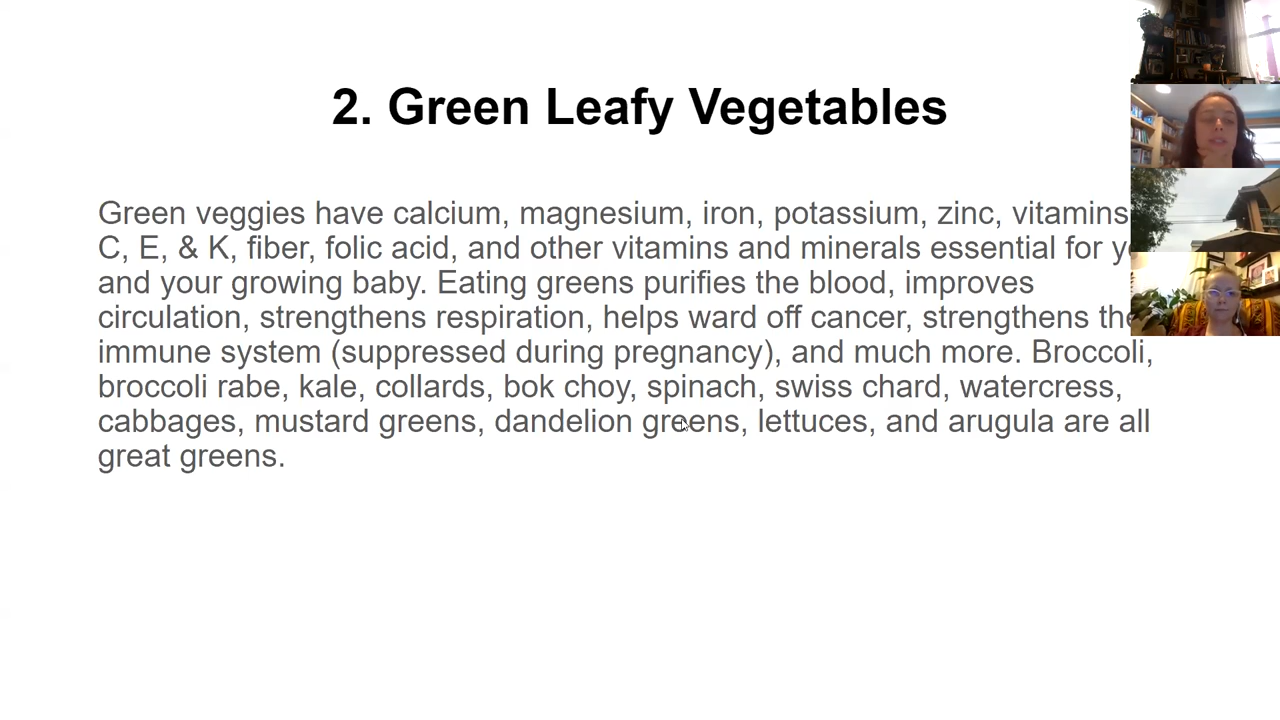 2. Green Leafy Vegetables
Green veggies have calcium, magnesium, iron, potassium, zinc, vitamins
C, E, & K, fiber, folic acid, and other vitamins and minerals essential for
and your growing baby. Eating greens purifies the blood, improves
circulation, strengthens respiration, helps ward off cancer, strengthens the
immune system (suppressed during pregnancy), and much more. Broccoli,
broccoli rabe, kale, collards, bok choy, spinach, swiss chard, watercress,
cabbages, mustard greens, dandelion greens, lettuces, and arugula are all
great greens.